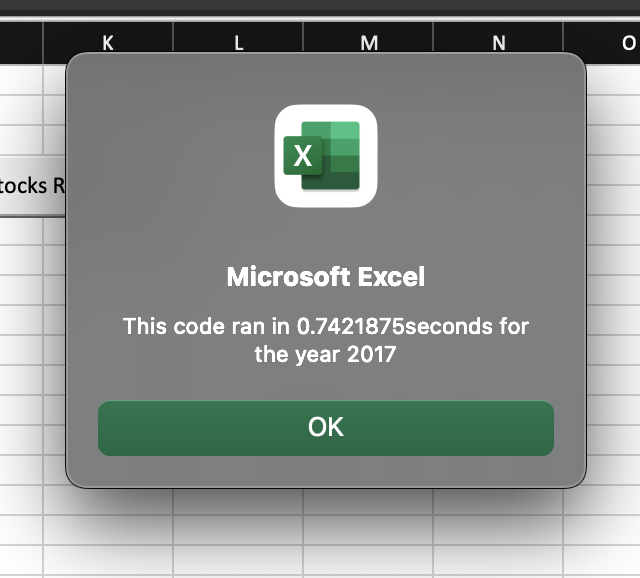 K L M N O
tocks R
X
Microsoft Excel
This code ran in 0.7421875seconds for
the year 2017
OK